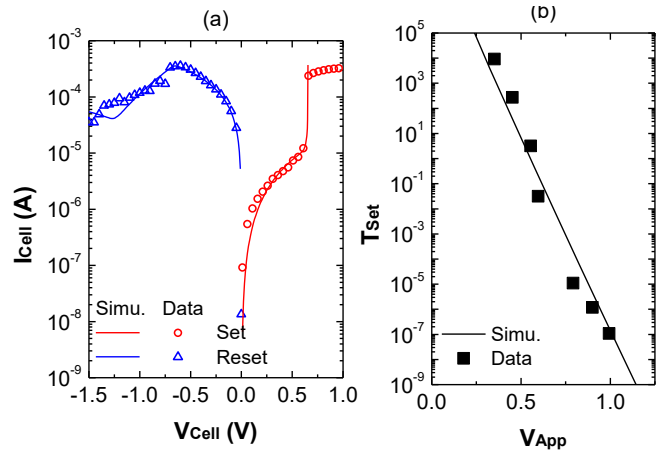 (a)
10^-3
10^-4
10^-5
10^-6
10^-7
10^-8
10^-9
I_Cell (A)
Simu. Data
Set
Reset
-1.5 -1.0 -0.5 0.0 0.5 1.0
V_Cell (V)
(b)
10^5
10^3
10^1
10^-1
10^-3
10^-5
10^-7
10^-9
T_Set
Simu.
Data
0.0 0.5 1.0
V_App